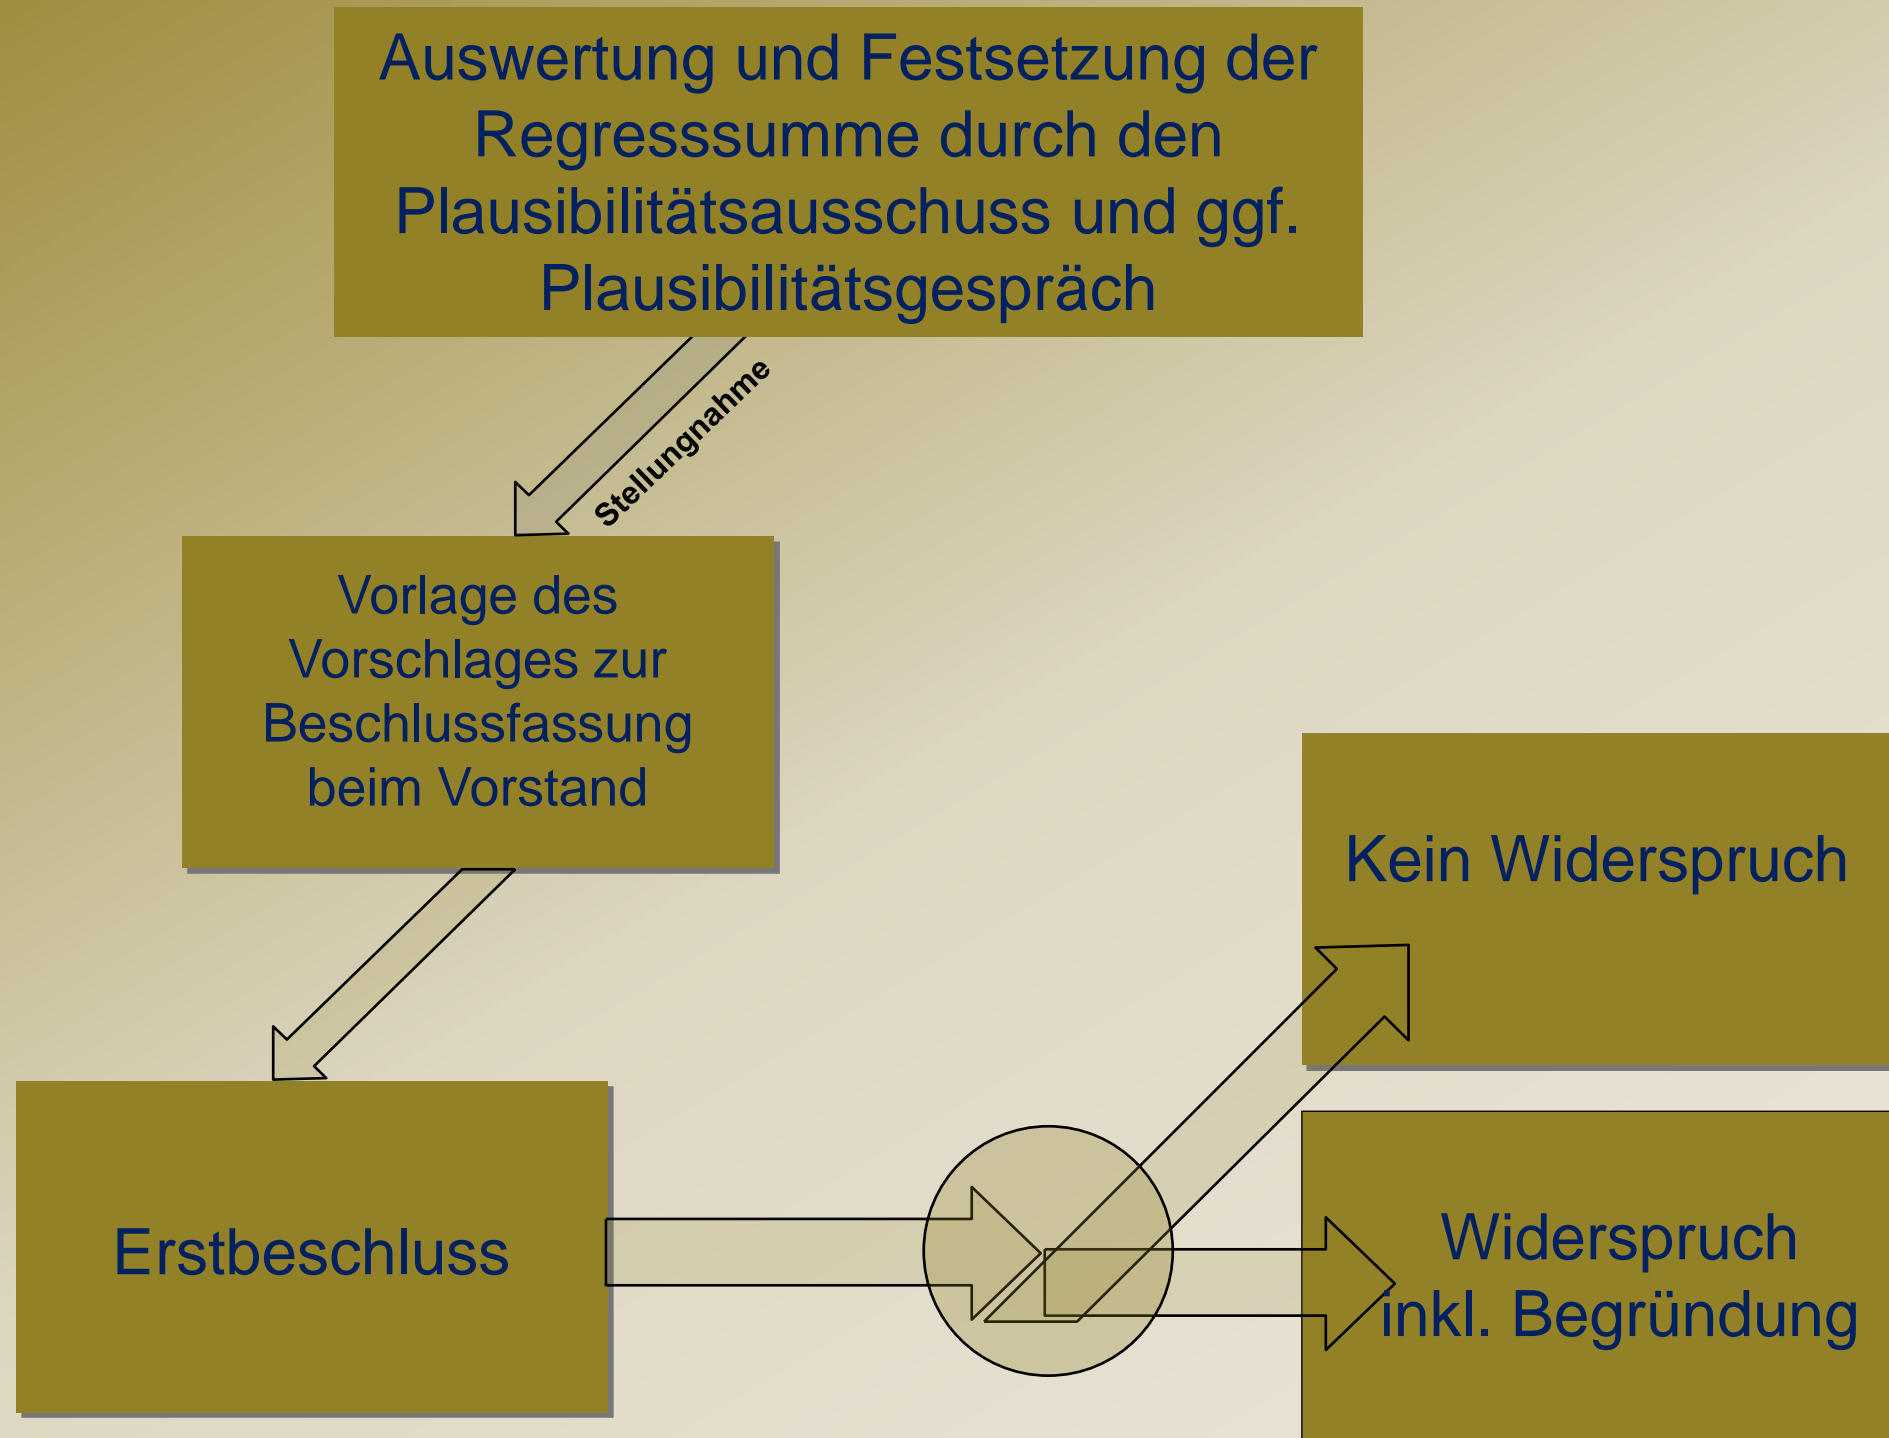 Auswertung und Festsetzung der
Regresssumme durch den
Plausibilitätsausschuss und ggf.
Plausibilitätsgespräch
Stellungnahme
Vorlage des
Vorschlages zur
Beschlussfassung
beim Vorstand
Kein Widerspruch
Erstbeschluss
Widerspruch
inkl. Begründung